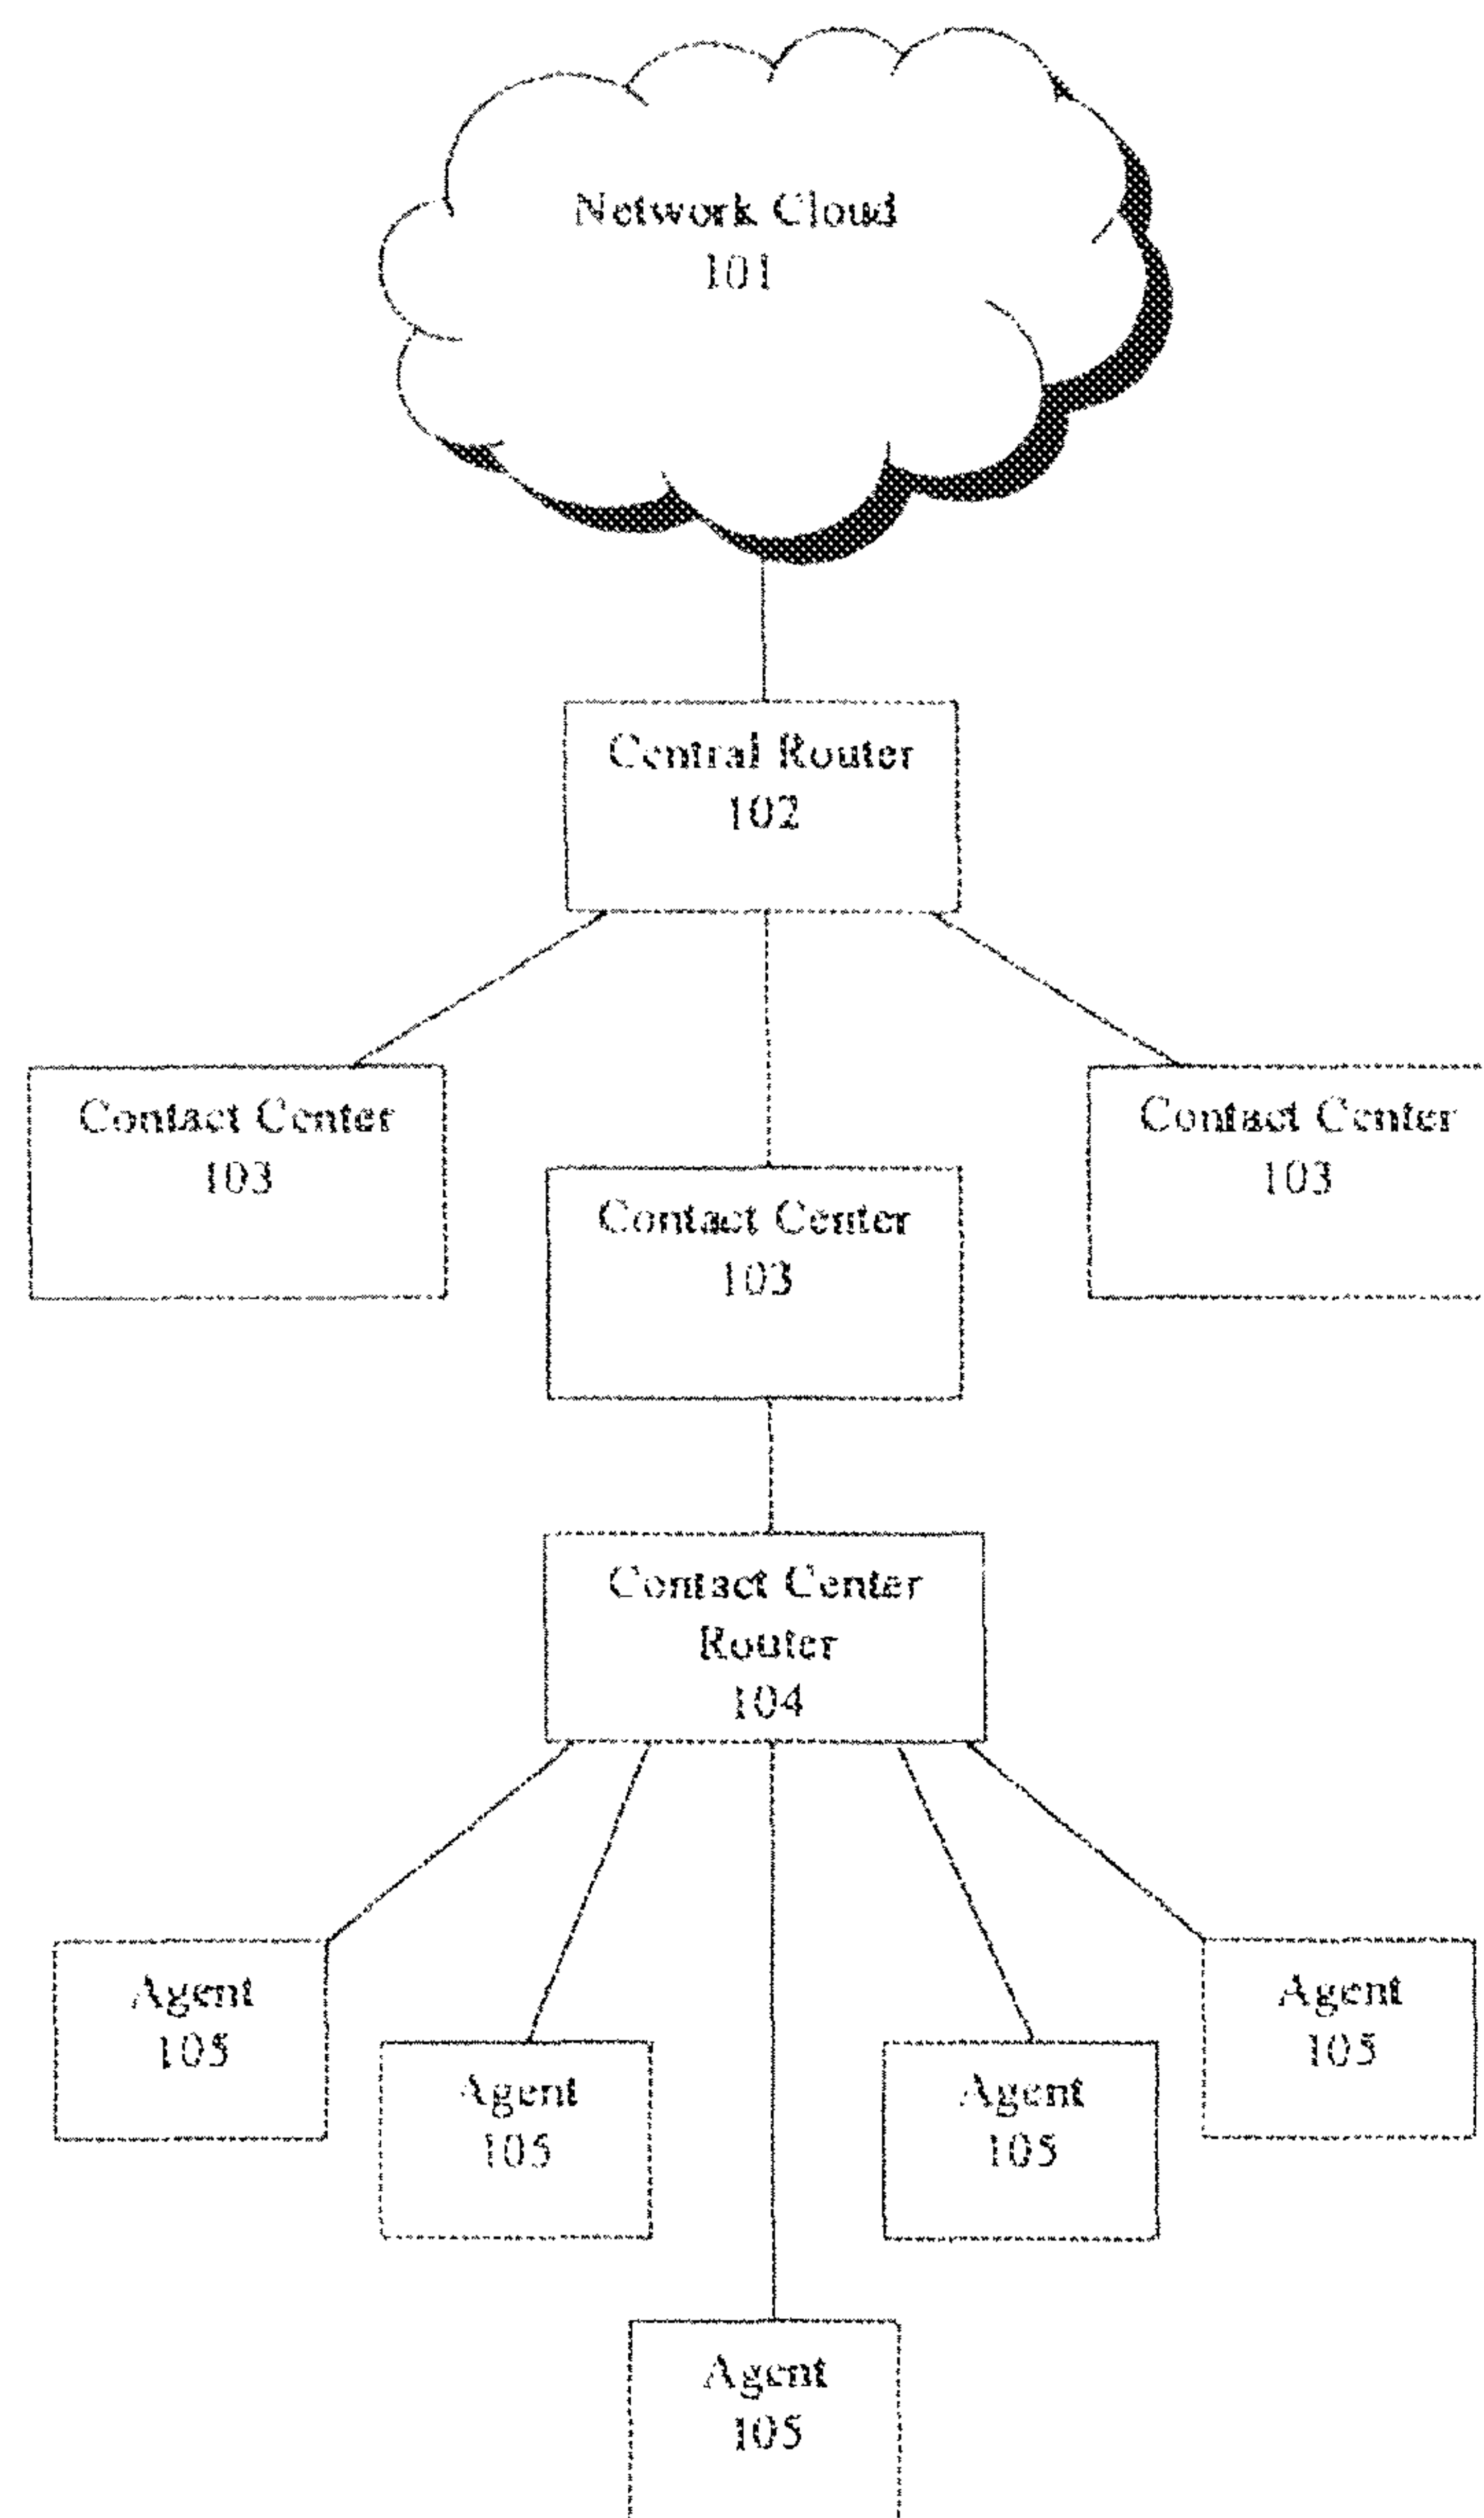 Network Cloud
101
Central Router
102
Contact Center
103
Contact Center
103
Contact Center
103
Contact Center
Router
104
Agent
105
Agent
105
Agent
105
Agent
105
Agent
105